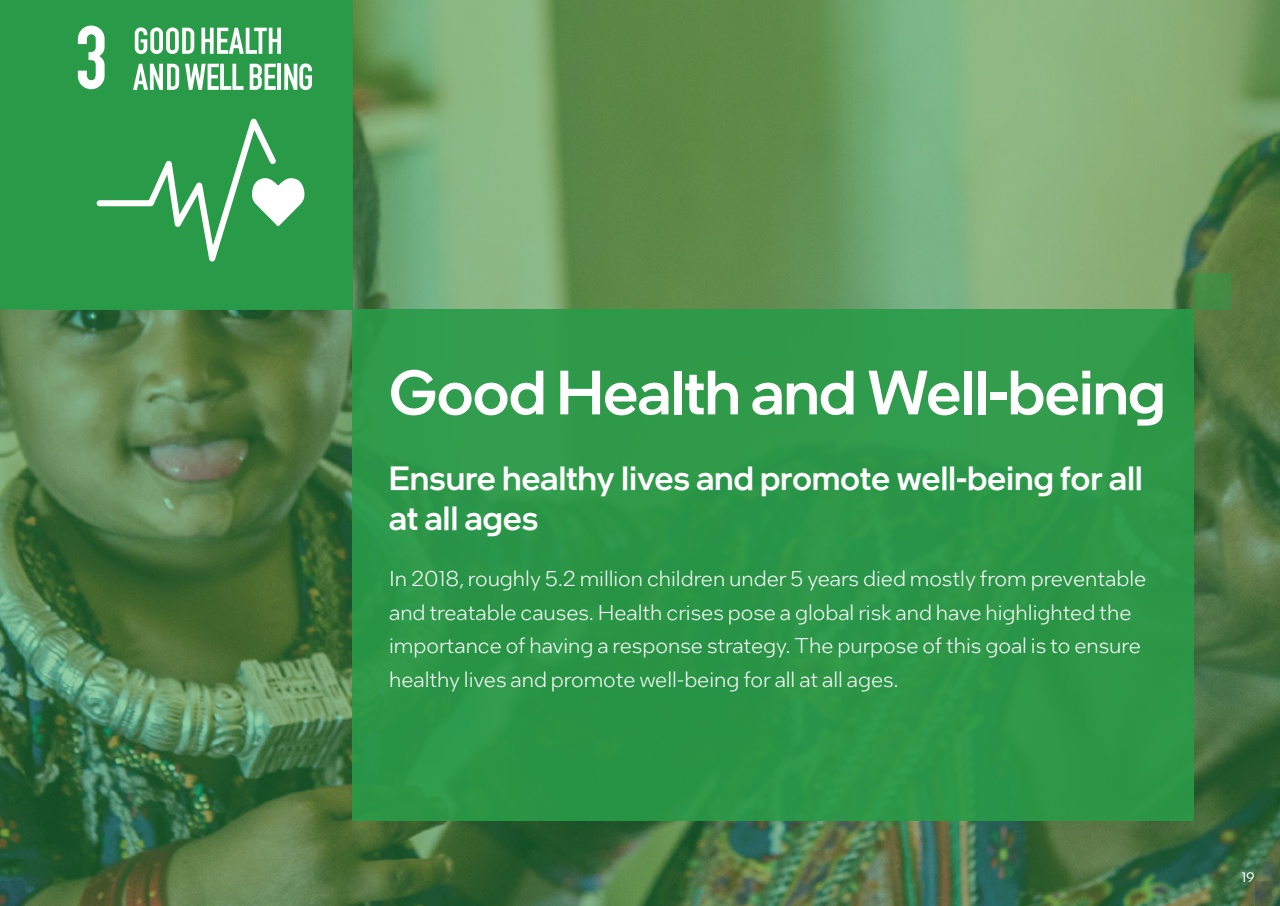 3 GOOD HEALTH
AND WELL BEING
Good Health and Well-being
Ensure healthy lives and promote well-being for all
at all ages
In 2018, roughly 5.2 million children under 5 years died mostly from preventable
and treatable causes. Health crises pose a global risk and have highlighted the
importance of having a response strategy. The purpose of this goal is to ensure
healthy lives and promote well-being for all at all ages.
19